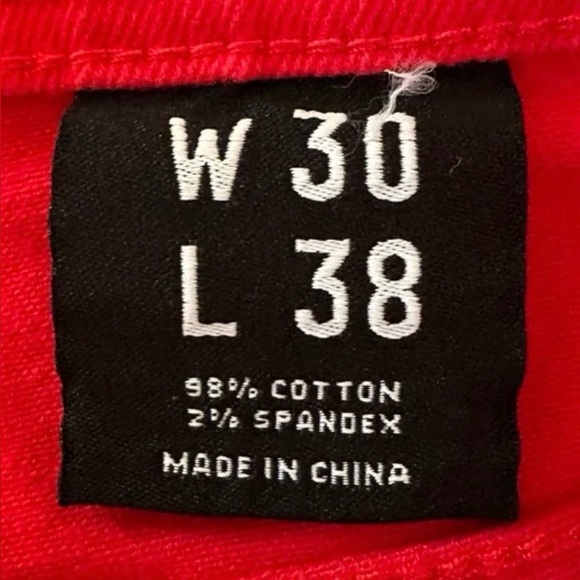 W 30
L 38
98% COTTON
2% SPANDEX
MADE IN CHINA